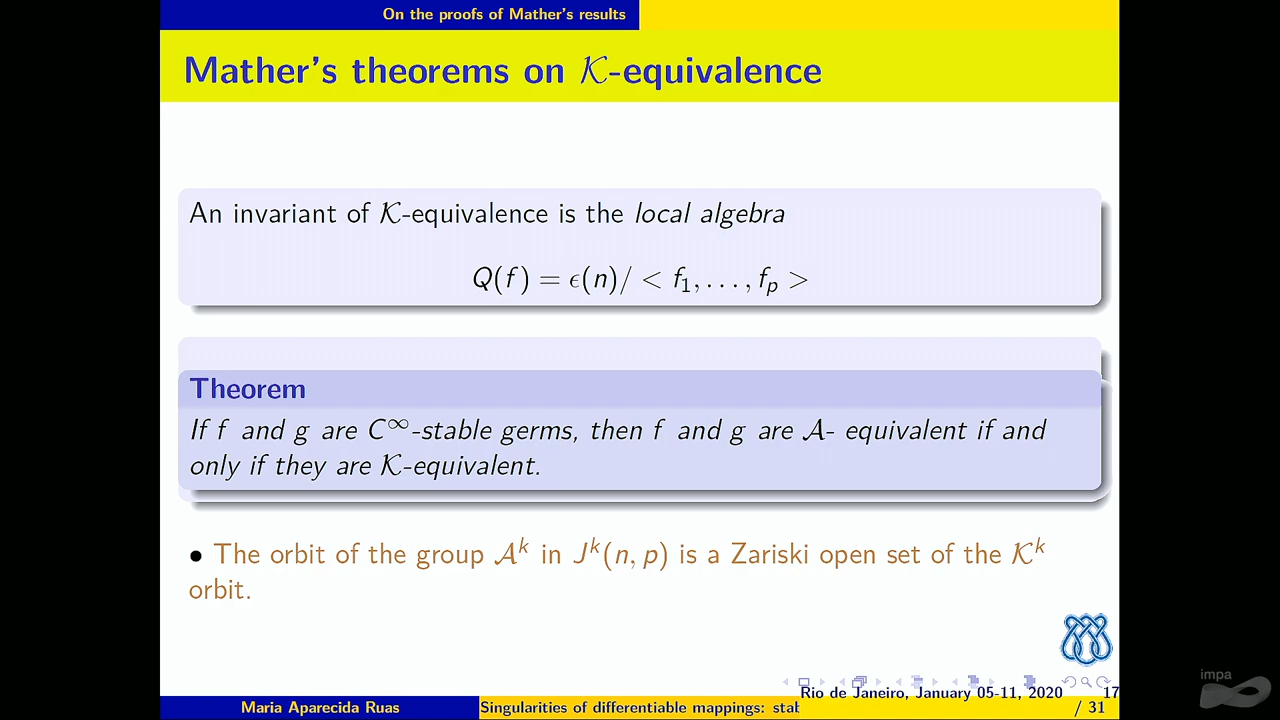 On the proofs of Mather's results
Mather's theorems on 𝒦-equivalence
An invariant of 𝒦-equivalence is the local algebra
Q(f) = ϵ(n)/ < f₁, . . . , fₚ >
Theorem
If f and g are C^∞-stable germs, then f and g are 𝒜- equivalent if and
only if they are 𝒦-equivalent.
• The orbit of the group 𝒜^k in J^k(n, p) is a Zariski open set of the 𝒦^k
orbit.
impa
Rio de Janeiro, January 05-11, 2020 17
Maria Aparecida Ruas Singularities of differentiable mappings: stab / 31